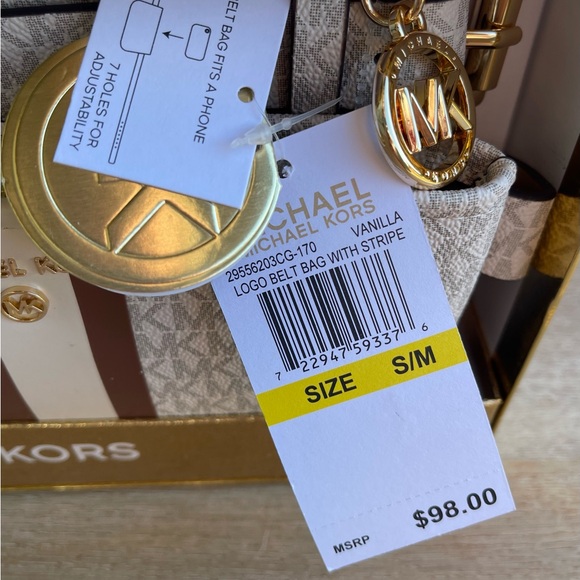 BELT BAG FITS A PHONE
7 HOLES FOR
ADJUSTABILITY
MICHAEL
MK
MICHAEL
MICHAEL KORS
29556203CG-170 VANILLA
LOGO BELT BAG WITH STRIPE
7 22947 59337 6
SIZE S/M
MSRP $98.00
KORS